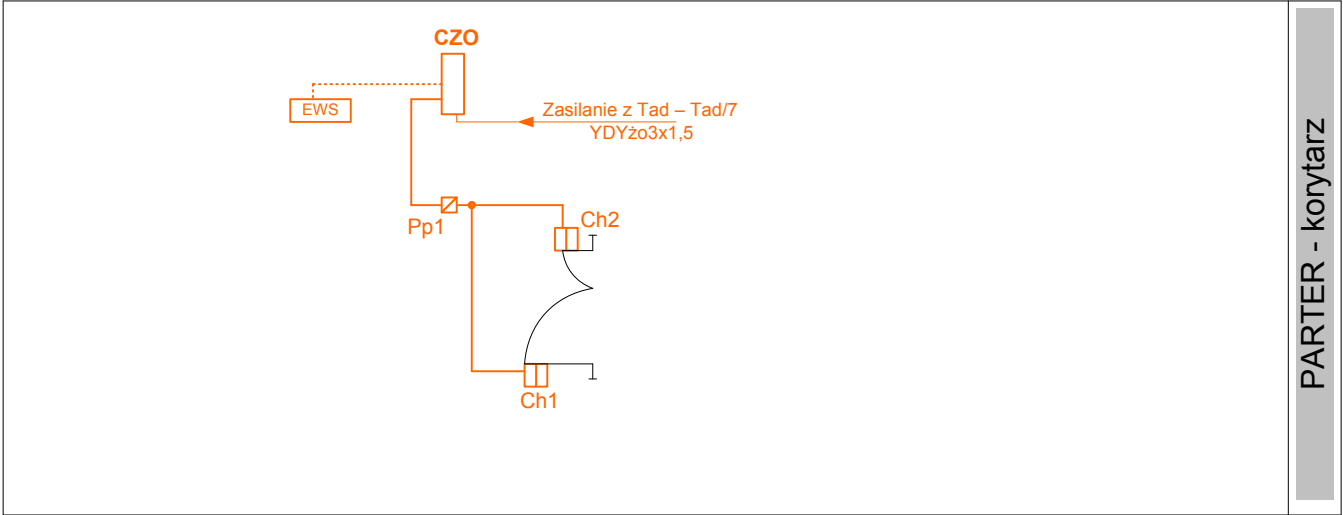 CZO
EWS
Zasilanie z Tad – Tad/7
YDYżo3x1,5
Pp1
Ch2
Ch1
PARTER - korytarz